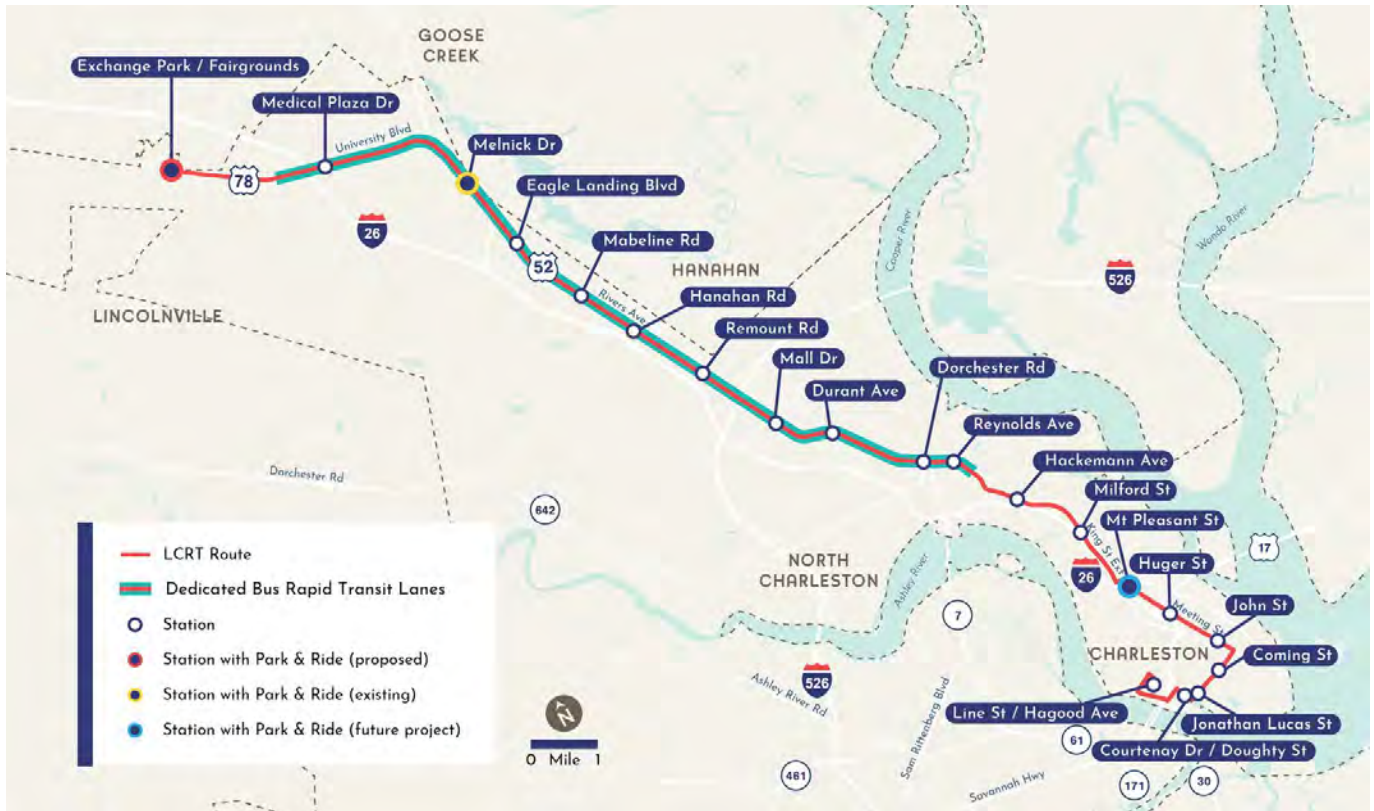 GOOSE
CREEK
Exchange Park / Fairgrounds
Medical Plaza Dr
University Blvd
Melnick Dr
78
Eagle Landing Blvd
26
52
Mabeline Rd
HANAHAN
Rivers Ave
Hanahan Rd
Cooper River
Wando River
526
LINCOLNVILLE
Remount Rd
Mall Dr
Durant Ave
Dorchester Rd
Reynolds Ave
Hackemann Ave
Dorchester Rd
642
Milford St
Mt Pleasant St
King St Ext
NORTH
CHARLESTON
Ashley River
26
Huger St
17
7
Meeting St
John St
CHARLESTON
Coming St
526
Ashley River Rd
Sam Rittenberg Blvd
Line St / Hagood Ave
Jonathan Lucas St
61
Courtenay Dr / Doughty St
461
Savannah Hwy
171
30
LCRT Route
Dedicated Bus Rapid Transit Lanes
Station
Station with Park & Ride (proposed)
Station with Park & Ride (existing)
Station with Park & Ride (future project)
N
0 Mile 1